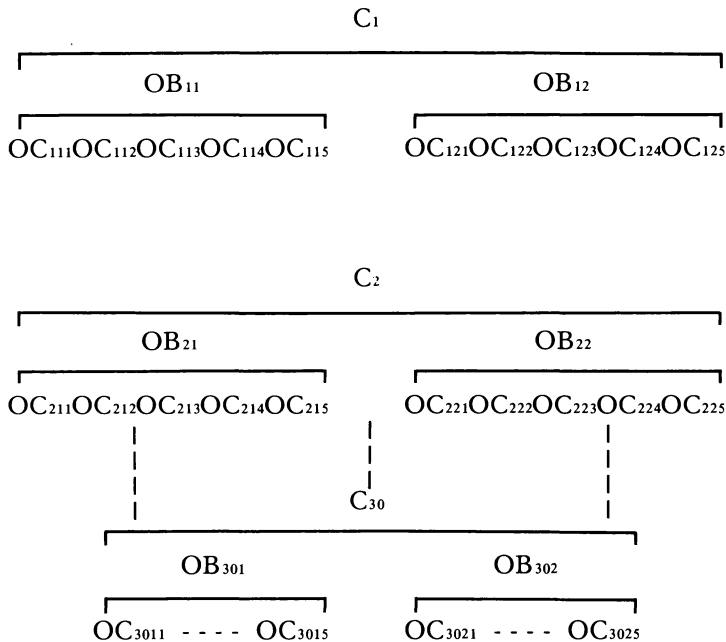 C₁
OB₁₁ OB₁₂
OC₁₁₁OC₁₁₂OC₁₁₃OC₁₁₄OC₁₁₅ OC₁₂₁OC₁₂₂OC₁₂₃OC₁₂₄OC₁₂₅
C₂
OB₂₁ OB₂₂
OC₂₁₁OC₂₁₂OC₂₁₃OC₂₁₄OC₂₁₅ OC₂₂₁OC₂₂₂OC₂₂₃OC₂₂₄OC₂₂₅
C₃₀
OB₃₀₁ OB₃₀₂
OC₃₀₁₁ - - - - OC₃₀₁₅ OC₃₀₂₁ - - - - OC₃₀₂₅